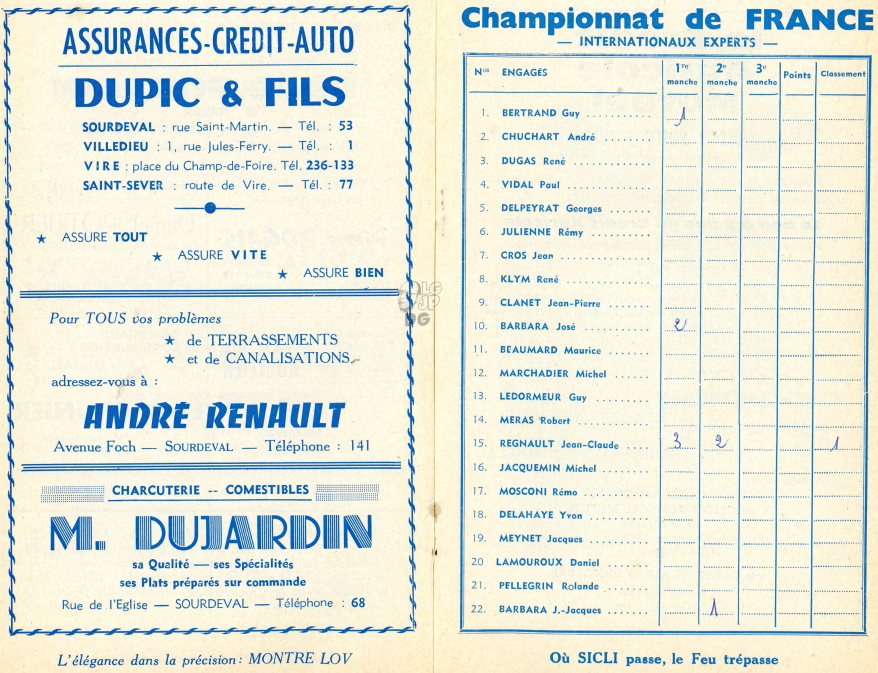 ASSURANCES-CREDIT-AUTO
DUPIC & FILS
SOURDEVAL : rue Saint-Martin. — Tél. : 53
VILLEDIEU : 1, rue Jules-Ferry. — Tél. : 1
VIRE : place du Champ-de-Foire. Tél. 236-133
SAINT-SEVER : route de Vire. — Tél. : 77
★ ASSURE TOUT
★ ASSURE VITE
★ ASSURE BIEN
Pour TOUS vos problèmes
★ de TERRASSEMENTS
★ et de CANALISATIONS
adressez-vous à :
ANDRÉ RENAULT
Avenue Foch — SOURDEVAL — Téléphone : 141
CHARCUTERIE -- COMESTIBLES
M. DUJARDIN
sa Qualité — ses Spécialités
ses Plats préparés sur commande
Rue de l'Eglise — SOURDEVAL — Téléphone : 68
L'élégance dans la précision : MONTRE LOV
Championnat de FRANCE
— INTERNATIONAUX EXPERTS —
Nos ENGAGÉS 1re manche 2e manche 3e manche Points Classement
1. BERTRAND Guy ........... 1
2. CHUCHART André ........
3. DUGAS René .............
4. VIDAL Paul ..............
5. DELPEYRAT Georges .......
6. JULIENNE Rémy ..........
7. CROS Jean ...............
8. KLYM René ..............
9. CLANET Jean-Pierre .......
10. BARBARA José ........... 2
11. BEAUMARD Maurice .......
12. MARCHADIER Michel ......
13. LEDORMEUR Guy .........
14. MERAS Robert ............
15. REGNAULT Jean-Claude .... 3 2 1
16. JACQUEMIN Michel ........
17. MOSCONI Rémo ...........
18. DELAHAYE Yvon ..........
19. MEYNET Jacques ..........
20 LAMOUROUX Daniel ........
21. PELLEGRIN Rolande .......
22. BARBARA J.-Jacques ....... 1
Où SICLI passe, le Feu trépasse